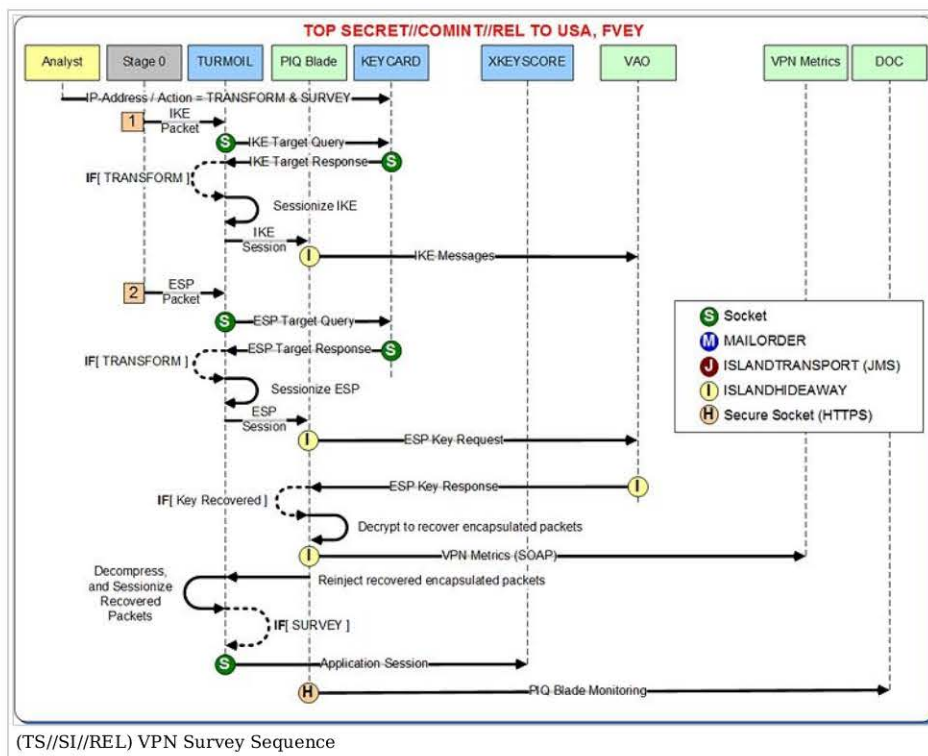 TOP SECRET//COMINT//REL TO USA, FVEY
Analyst
Stage 0
TURMOIL
PIQ Blade
KEYCARD
XKEYSCORE
VAO
VPN Metrics
DOC
IP-Address / Action = TRANSFORM & SURVEY
1
IKE
Packet
S
IKE Target Query
IKE Target Response
S
IF[ TRANSFORM ]
Sessionize IKE
IKE
Session
I
IKE Messages
2
ESP
Packet
S
ESP Target Query
ESP Target Response
S
IF[ TRANSFORM ]
Sessionize ESP
ESP
Session
I
ESP Key Request
S Socket
M MAILORDER
J ISLANDTRANSPORT (JMS)
I ISLANDHIDEAWAY
H Secure Socket (HTTPS)
ESP Key Response
I
IF[ Key Recovered ]
Decrypt to recover encapsulated packets
I
VPN Metrics (SOAP)
Reinject recovered encapsulated packets
Decompress,
and Sessionize
Recovered
Packets
IF[ SURVEY ]
S
Application Session
H
PIQ Blade Monitoring
(TS//SI//REL) VPN Survey Sequence